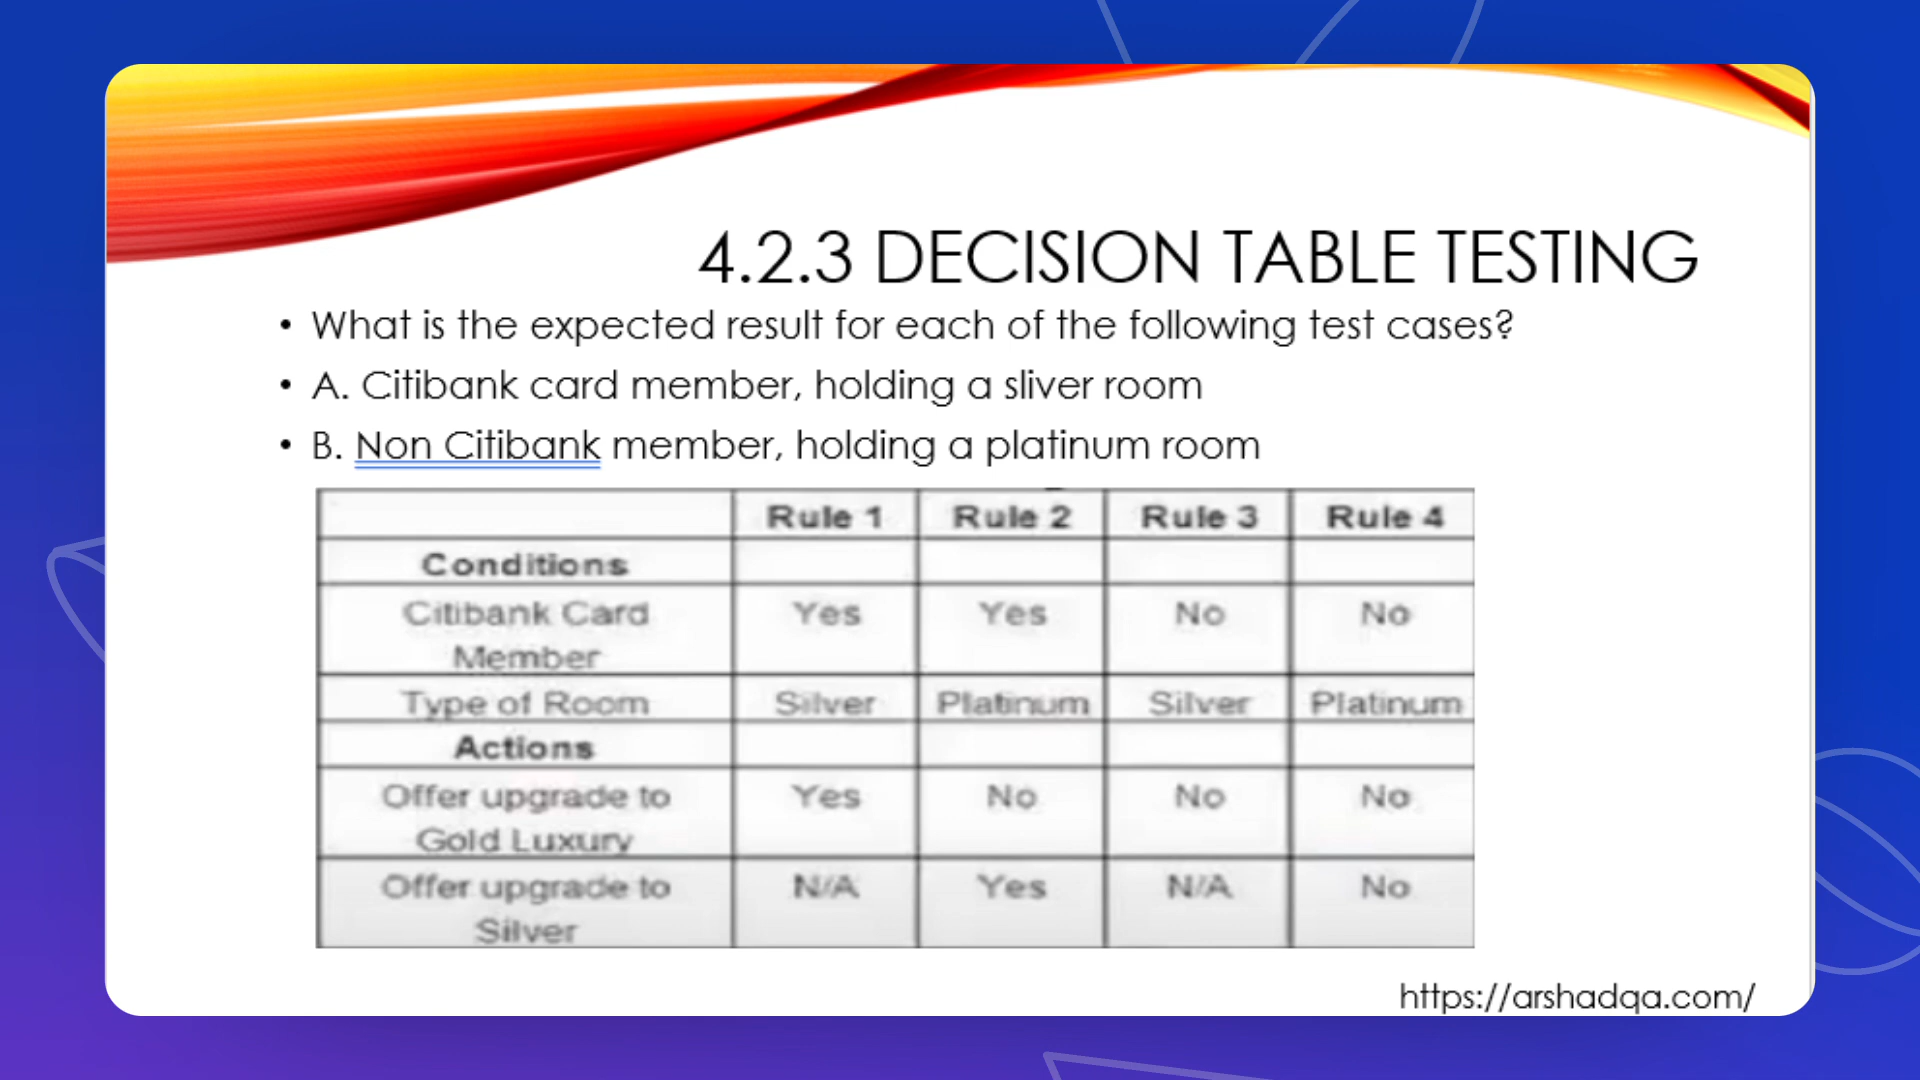 4.2.3 DECISION TABLE TESTING
• What is the expected result for each of the following test cases?
• A. Citibank card member, holding a sliver room
• B. Non Citibank member, holding a platinum room
Rule 1 Rule 2 Rule 3 Rule 4
Conditions
Citibank Card Member Yes Yes No No
Type of Room Silver Platinum Silver Platinum
Actions
Offer upgrade to Gold Luxury Yes No No No
Offer upgrade to Silver N/A Yes N/A No
https://arshadqa.com/